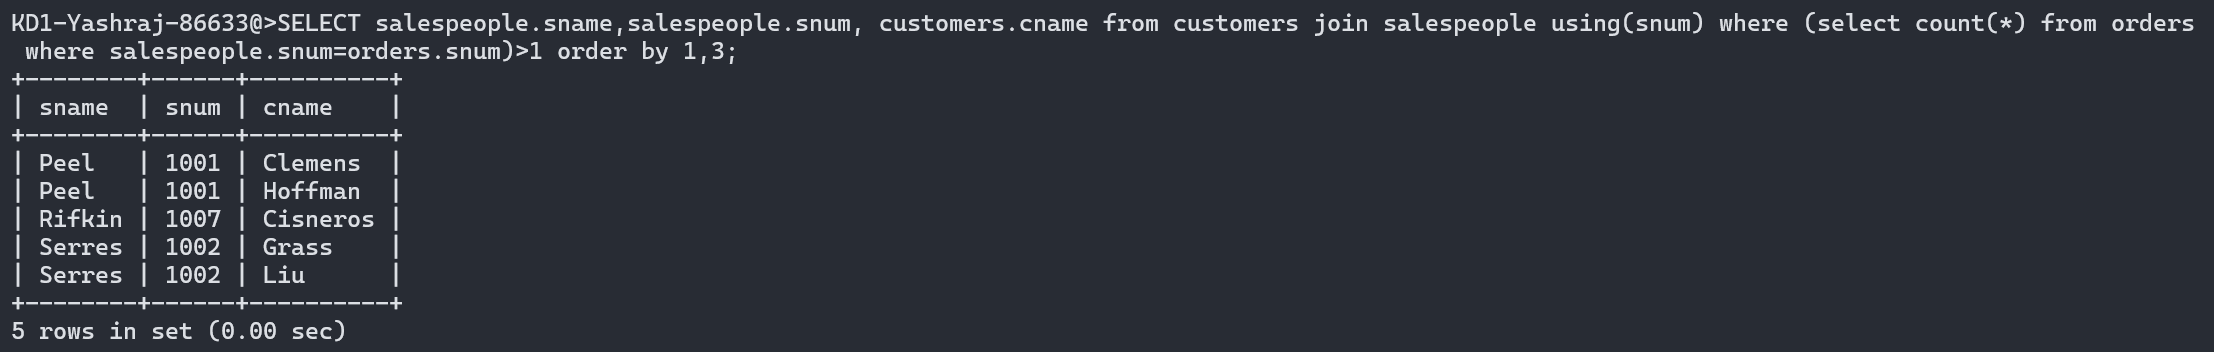 KD1-Yashraj-86633@>SELECT salespeople.sname,salespeople.snum, customers.cname from customers join salespeople using(snum) where (select count(*) from orders
 where salespeople.snum=orders.snum)>1 order by 1,3;
+--------+------+----------+
| sname  | snum | cname    |
+--------+------+----------+
| Peel   | 1001 | Clemens  |
| Peel   | 1001 | Hoffman  |
| Rifkin | 1007 | Cisneros |
| Serres | 1002 | Grass    |
| Serres | 1002 | Liu      |
+--------+------+----------+
5 rows in set (0.00 sec)